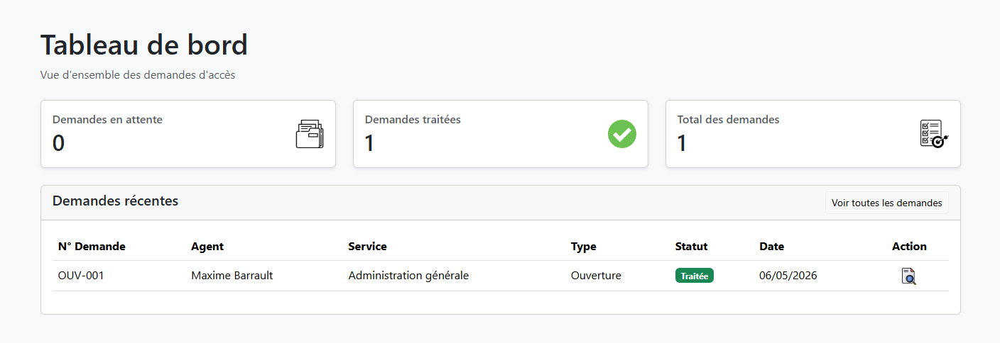 Tableau de bord
Vue d'ensemble des demandes d'accès
Demandes en attente
0
Demandes traitées
1
Total des demandes
1
Demandes récentes
Voir toutes les demandes
N° Demande Agent Service Type Statut Date Action
OUV-001 Maxime Barrault Administration générale Ouverture Traitée 06/05/2026